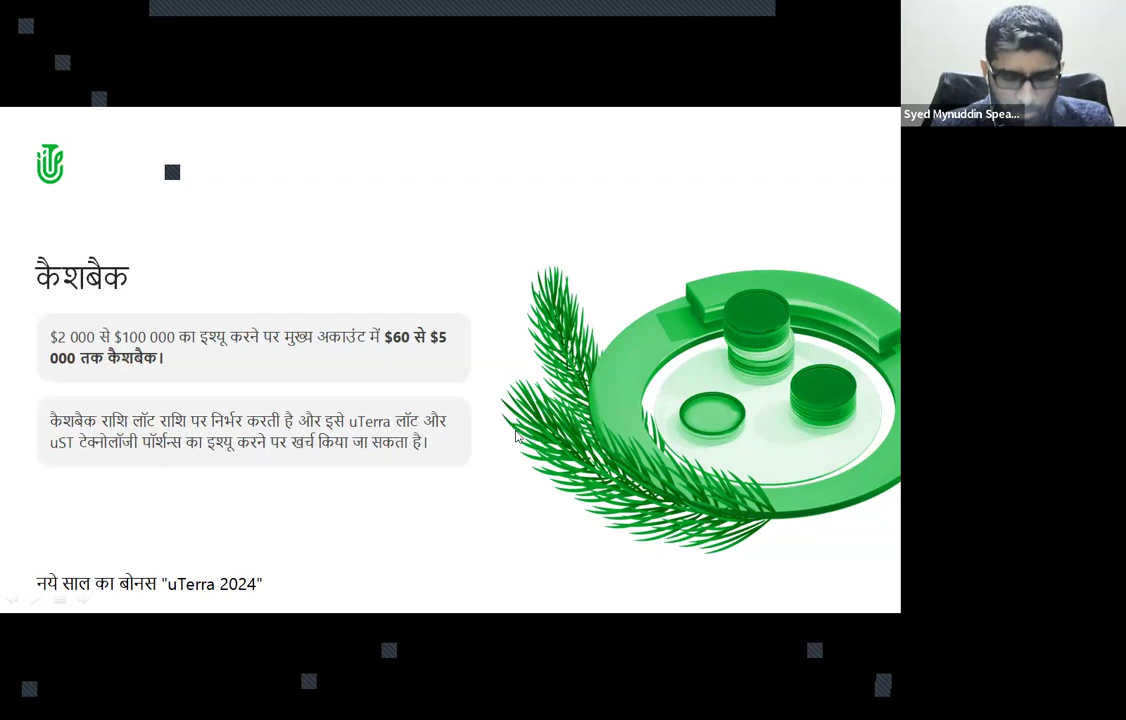 Syed Mynuddin Spea...
कैशबैक
$2 000 से $100 000 का इश्यू करने पर मुख्य अकाउंट में $60 से $5
000 तक कैशबैक।
कैशबैक राशि लॉट राशि पर निर्भर करती है और इसे uTerra लॉट और
uST टेक्नोलॉजी पॉर्शन्स का इश्यू करने पर खर्च किया जा सकता है।
नये साल का बोनस "uTerra 2024"